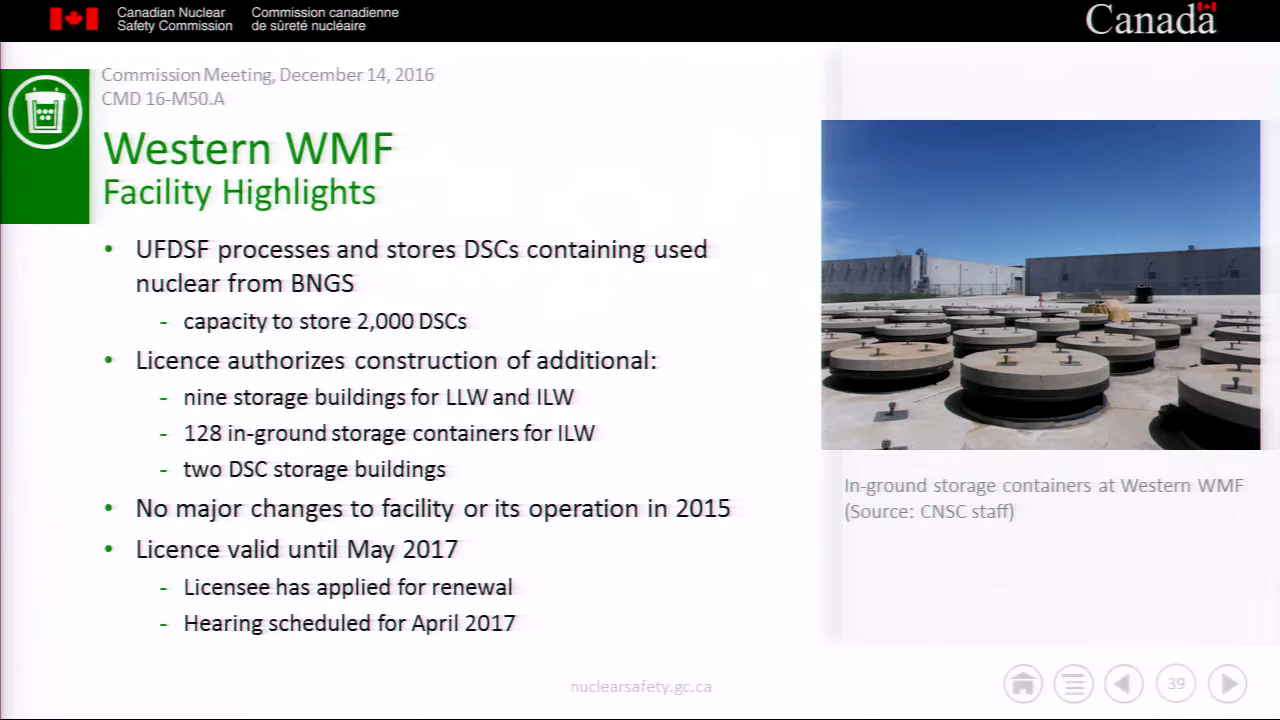 Canadian Nuclear
Safety Commission
Commission canadienne
de sûreté nucléaire
Canada
Commission Meeting, December 14, 2016
CMD 16-M50.A
Western WMF
Facility Highlights
• UFDSF processes and stores DSCs containing used
nuclear from BNGS
- capacity to store 2,000 DSCs
• Licence authorizes construction of additional:
- nine storage buildings for LLW and ILW
- 128 in-ground storage containers for ILW
- two DSC storage buildings
• No major changes to facility or its operation in 2015
• Licence valid until May 2017
- Licensee has applied for renewal
- Hearing scheduled for April 2017
In-ground storage containers at Western WMF
(Source: CNSC staff)
nuclearsafety.gc.ca
39